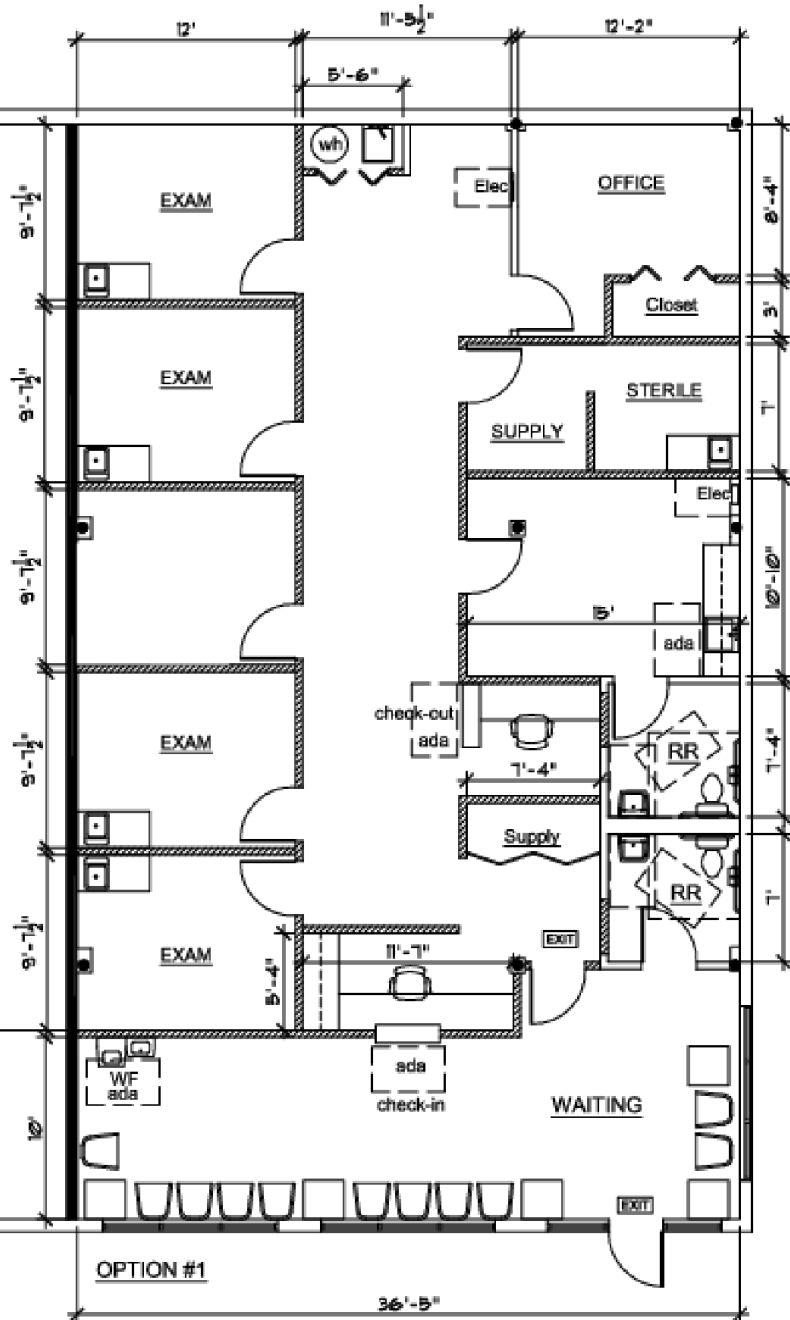 12'
11'-5½"
12'-2"
5'-6"
wh
Elec
OFFICE
EXAM
9'-7½"
8'-4"
Closet
3'
EXAM
9'-7½"
SUPPLY
STERILE
7'
Elec
9'-7½"
15'
ada
10'-10"
check-out
ada
EXAM
9'-7½"
7'-4"
RR
7'-4"
Supply
RR
7'
EXAM
9'-7½"
EXIT
11'-7"
5'-4"
WF
ada
ada
check-in
WAITING
10'
EXIT
OPTION #1
36'-5"